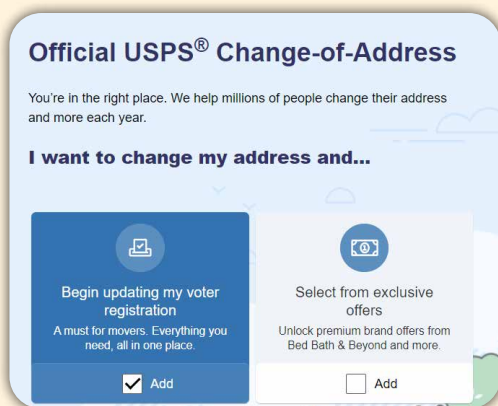 Official USPS® Change-of-Address
You're in the right place. We help millions of people change their address
and more each year.
I want to change my address and...
Begin updating my voter
registration
A must for movers. Everything you
need, all in one place.
Add
Select from exclusive
offers
Unlock premium brand offers from
Bed Bath & Beyond and more.
Add